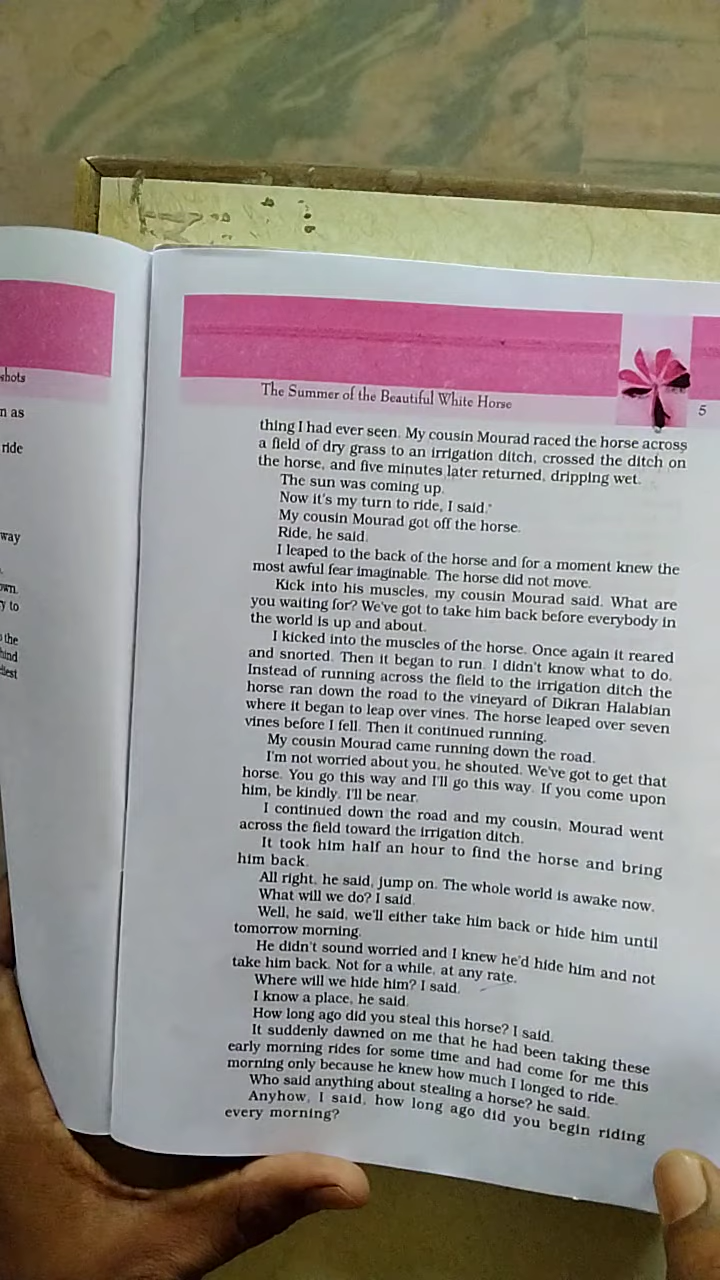 shots
n as
ride
way
own.
y to
the
hind
diest
The Summer of the Beautiful White Horse
5
thing I had ever seen. My cousin Mourad raced the horse across
a field of dry grass to an irrigation ditch, crossed the ditch on
the horse, and five minutes later returned, dripping wet.
The sun was coming up.
Now it's my turn to ride, I said.
My cousin Mourad got off the horse.
Ride, he said.
I leaped to the back of the horse and for a moment knew the
most awful fear imaginable. The horse did not move.
Kick into his muscles, my cousin Mourad said. What are
you waiting for? We've got to take him back before everybody in
the world is up and about.
I kicked into the muscles of the horse. Once again it reared
and snorted. Then it began to run. I didn't know what to do.
Instead of running across the field to the irrigation ditch the
horse ran down the road to the vineyard of Dikran Halabian
where it began to leap over vines. The horse leaped over seven
vines before I fell. Then it continued running.
My cousin Mourad came running down the road.
I'm not worried about you, he shouted. We've got to get that
horse. You go this way and I'll go this way. If you come upon
him, be kindly. I'll be near.
I continued down the road and my cousin, Mourad went
across the field toward the irrigation ditch.
It took him half an hour to find the horse and bring
him back.
All right, he said, jump on. The whole world is awake now.
What will we do? I said.
Well, he said, we'll either take him back or hide him until
tomorrow morning.
He didn't sound worried and I knew he'd hide him and not
take him back. Not for a while, at any rate.
Where will we hide him? I said.
I know a place, he said.
How long ago did you steal this horse? I said.
It suddenly dawned on me that he had been taking these
early morning rides for some time and had come for me this
morning only because he knew how much I longed to ride.
Who said anything about stealing a horse? he said.
Anyhow, I said, how long ago did you begin riding
every morning?